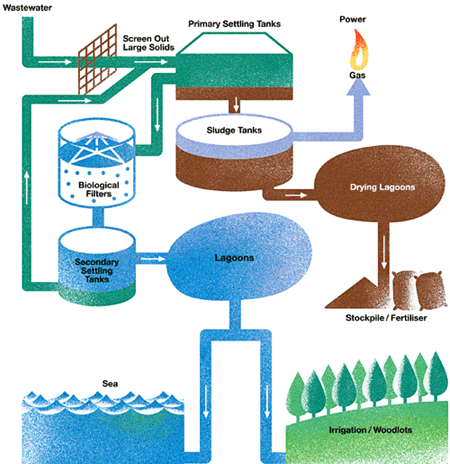 Wastewater
Screen Out
Large Solids
Primary Settling Tanks
Power
Gas
Sludge Tanks
Biological
Filters
Drying Lagoons
Secondary
Settling
Tanks
Lagoons
Stockpile / Fertiliser
Sea
Irrigation / Woodlots